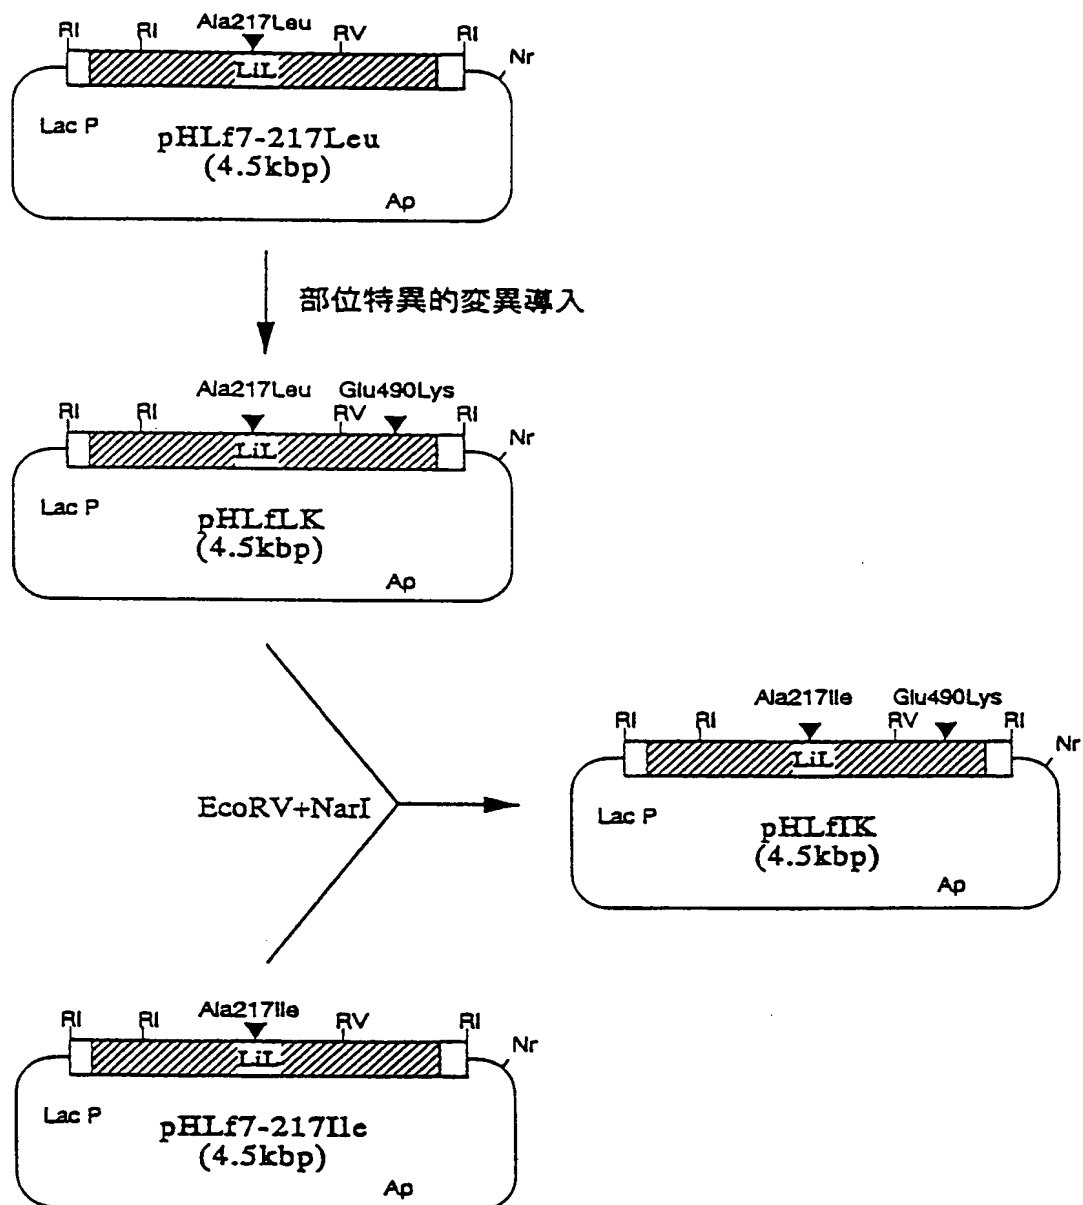 Ala217Leu
RI RI RV RI
Nr
LiL
Lac P
pHLf7-217Leu
(4.5kbp)
Ap
部位特異的変異導入
Ala217Leu Glu490Lys
RI RI RV RI
Nr
LiL
Lac P
pHLfLK
(4.5kbp)
Ap
Ala217Ile Glu490Lys
RI RI RV RI
Nr
LiL
EcoRV+NarI
Lac P
pHLfIK
(4.5kbp)
Ap
Ala217Ile
RI RI RV RI
Nr
LiL
Lac P
pHLf7-217Ile
(4.5kbp)
Ap